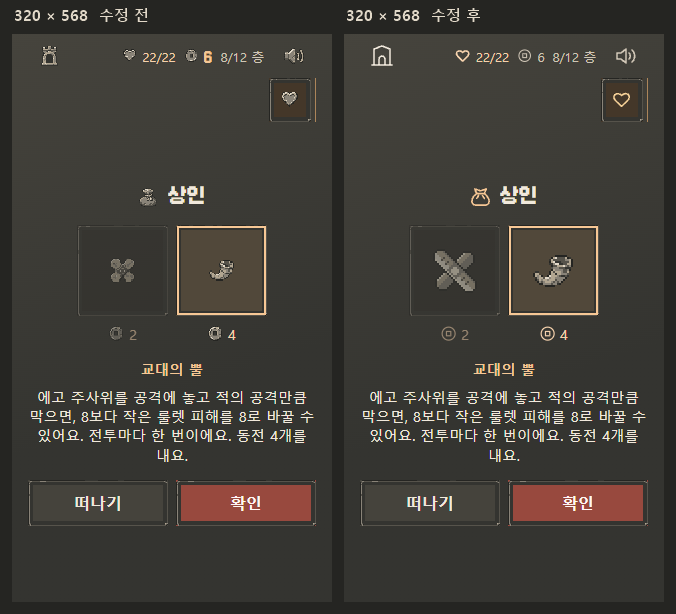 320 × 568 수정 전
22/22 6 8/12 층
상인
2 4
교대의 뿔
에고 주사위를 공격에 놓고 적의 공격만큼
막으면, 8보다 작은 룰렛 피해를 8로 바꿀 수
있어요. 전투마다 한 번이에요. 동전 4개를
내요.
떠나기 확인
320 × 568 수정 후
22/22 6 8/12 층
상인
2 4
교대의 뿔
에고 주사위를 공격에 놓고 적의 공격만큼
막으면, 8보다 작은 룰렛 피해를 8로 바꿀 수
있어요. 전투마다 한 번이에요. 동전 4개를
내요.
떠나기 확인